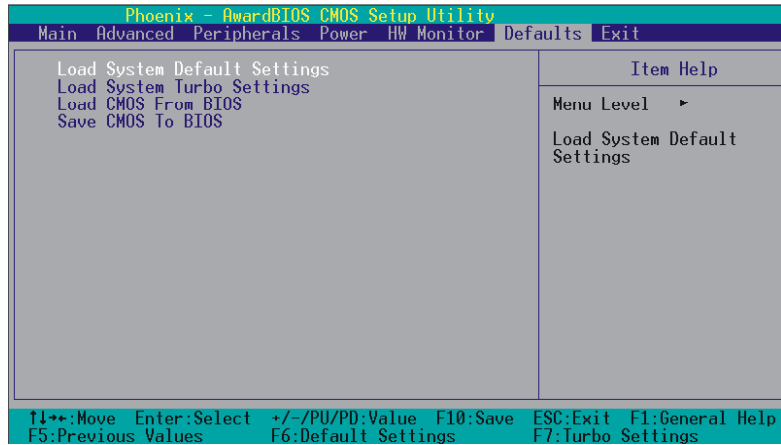 Phoenix - AwardBIOS CMOS Setup Utility
Main Advanced Peripherals Power HW Monitor Defaults Exit
Load System Default Settings
Load System Turbo Settings
Load CMOS From BIOS
Save CMOS To BIOS
Item Help
Menu Level ►
Load System Default
Settings
↑↓→←:Move Enter:Select +/-/PU/PD:Value F10:Save ESC:Exit F1:General Help
F5:Previous Values F6:Default Settings F7:Turbo Settings